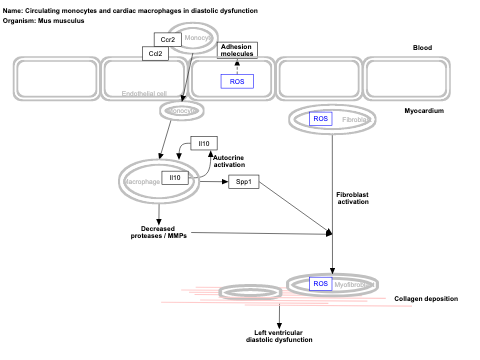 Name: Circulating monocytes and cardiac macrophages in diastolic dysfunction
Organism: Mus musculus
Ccr2
Monocyte
Ccl2
Adhesion
molecules
Blood
ROS
Endothelial cell
Monocyte
Myocardium
ROS
Fibroblast
Il10
Autocrine
activation
Macrophage
Il10
Spp1
Fibroblast
activation
Decreased
proteases / MMPs
ROS
Myofibroblast
Collagen deposition
Left ventricular
diastolic dysfunction